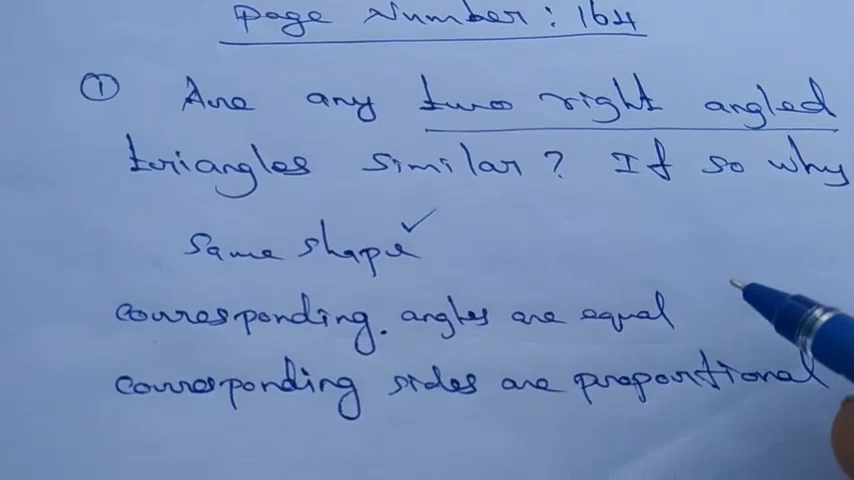 Page Number: 164
① Are any two right angled
triangles similar? If so why
same shape ✓
corresponding. angles are equal
corresponding sides are proportional